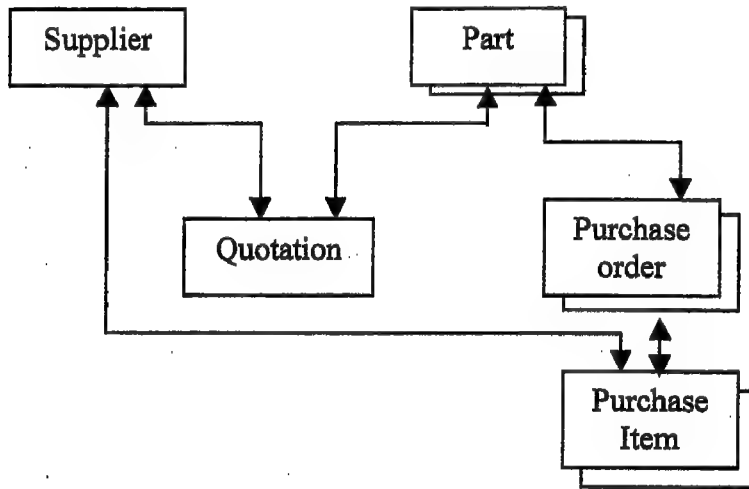 Supplier
Part
Quotation
Purchase
order
Purchase
Item